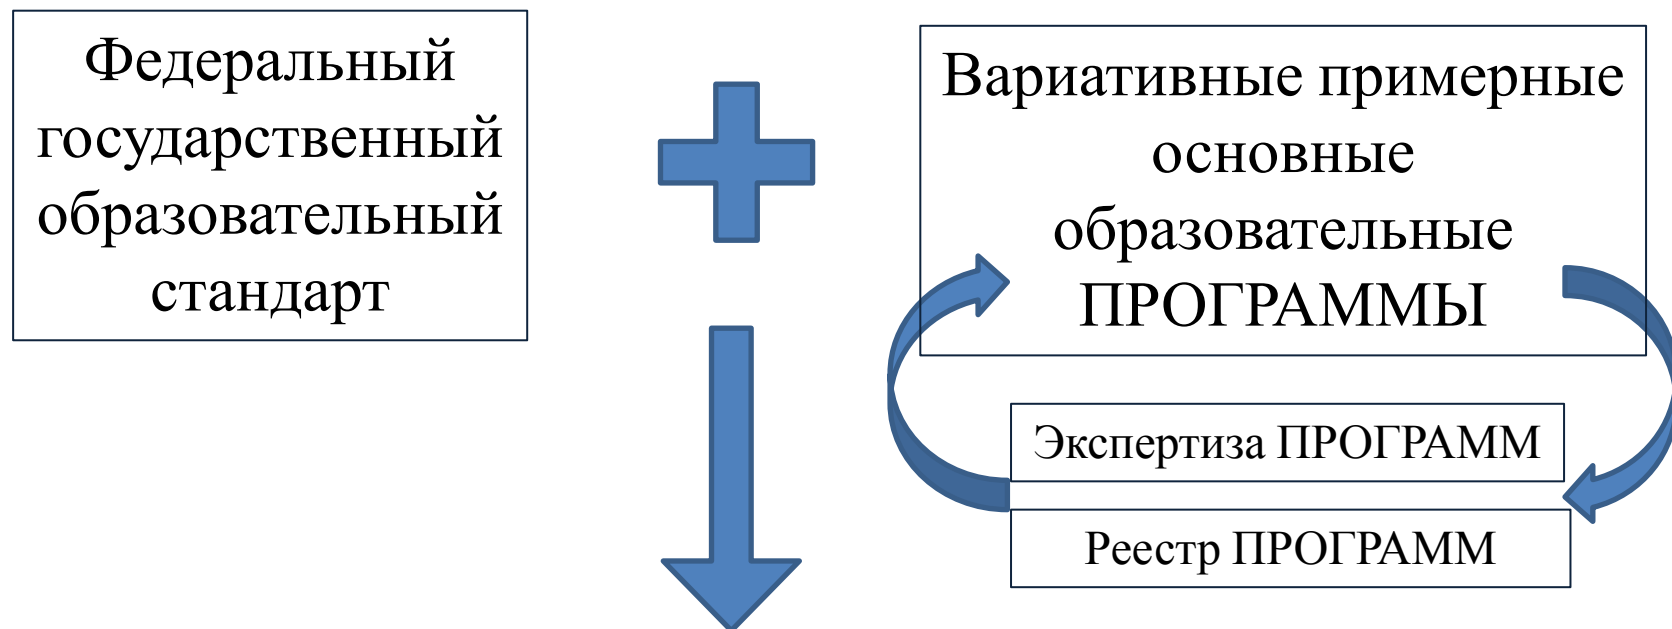 Федеральный
государственный
образовательный
стандарт
Вариативные примерные
основные
образовательные
ПРОГРАММЫ
Экспертиза ПРОГРАММ
Реестр ПРОГРАММ